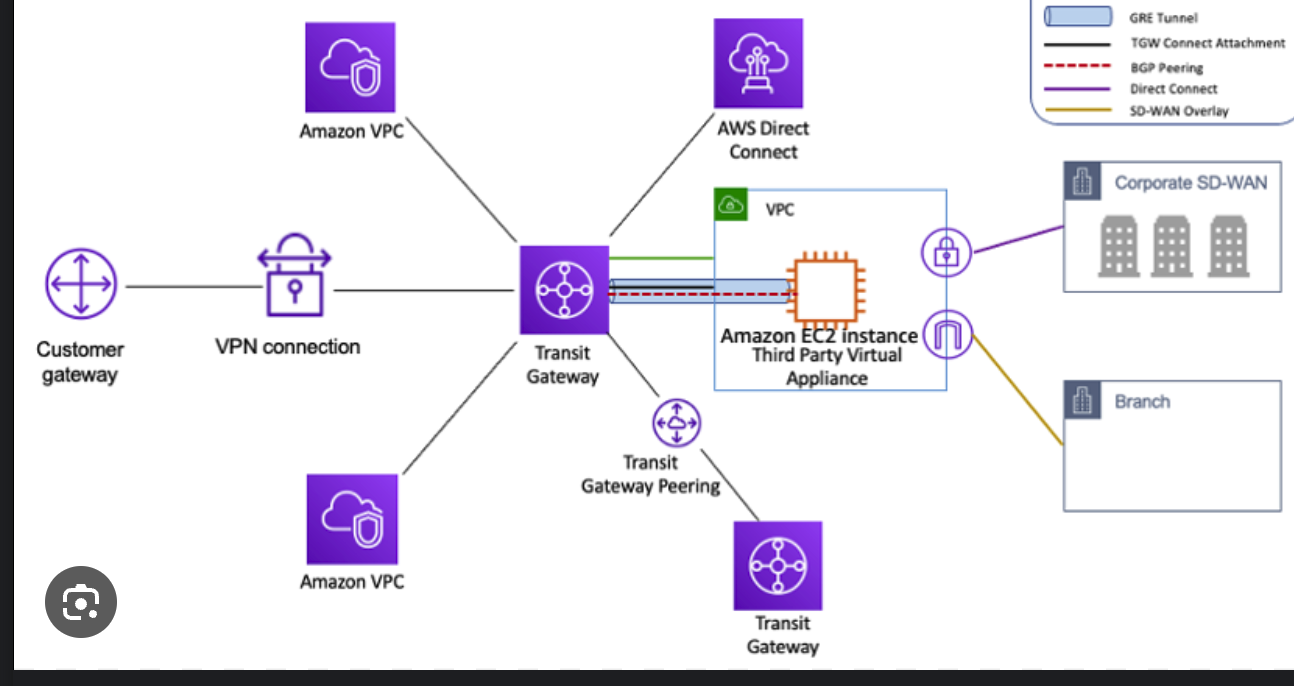 GRE Tunnel
TGW Connect Attachment
BGP Peering
Direct Connect
SD-WAN Overlay
Amazon VPC
AWS Direct
Connect
Corporate SD-WAN
VPC
Customer
gateway
VPN connection
Transit
Gateway
Amazon EC2 instance
Third Party Virtual
Appliance
Branch
Transit
Gateway Peering
Amazon VPC
Transit
Gateway